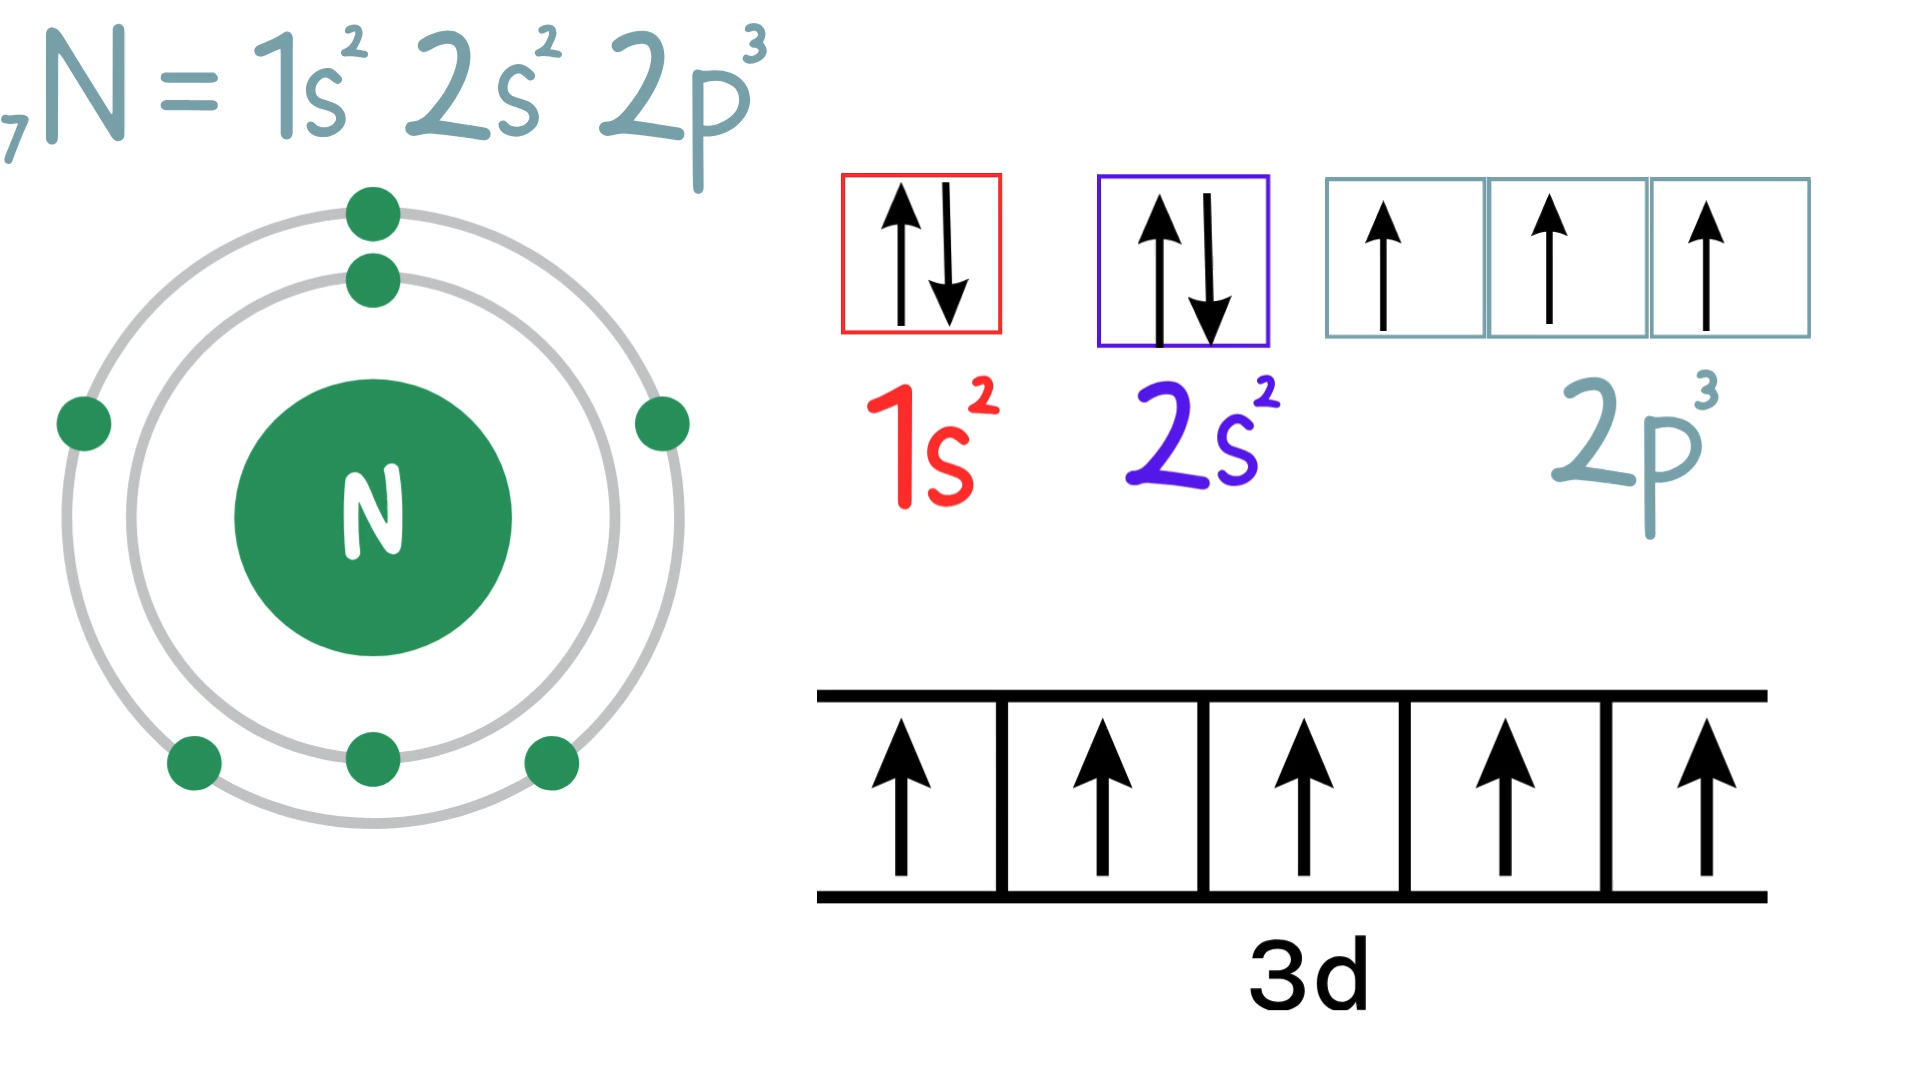 ₇N = 1s² 2s² 2p³
N
1s² 2s² 2p³
3d